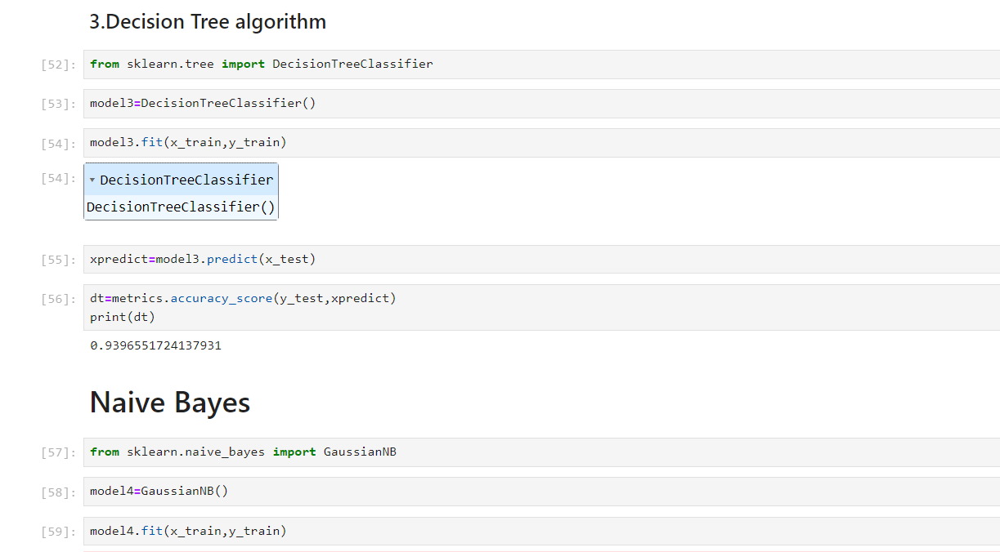 3.Decision Tree algorithm
[52]: from sklearn.tree import DecisionTreeClassifier
[53]: model3=DecisionTreeClassifier()
[54]: model3.fit(x_train,y_train)
[54]: ▾ DecisionTreeClassifier
DecisionTreeClassifier()
[55]: xpredict=model3.predict(x_test)
[56]: dt=metrics.accuracy_score(y_test,xpredict)
print(dt)
0.9396551724137931
Naive Bayes
[57]: from sklearn.naive_bayes import GaussianNB
[58]: model4=GaussianNB()
[59]: model4.fit(x_train,y_train)